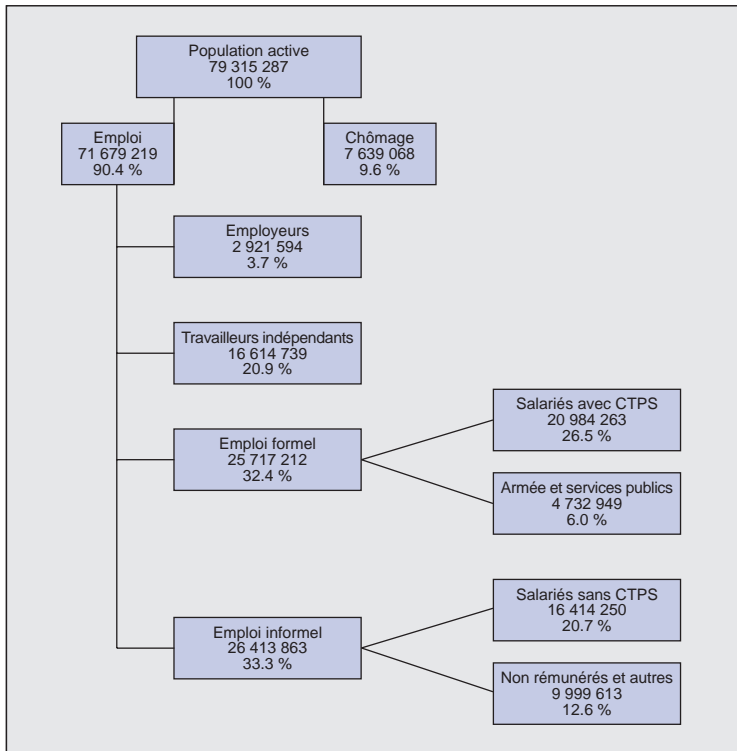 Population active
79 315 287
100 %
Emploi
71 679 219
90.4 %
Chômage
7 639 068
9.6 %
Employeurs
2 921 594
3.7 %
Travailleurs indépendants
16 614 739
20.9 %
Emploi formel
25 717 212
32.4 %
Salariés avec CTPS
20 984 263
26.5 %
Armée et services publics
4 732 949
6.0 %
Emploi informel
26 413 863
33.3 %
Salariés sans CTPS
16 414 250
20.7 %
Non rémunérés et autres
9 999 613
12.6 %